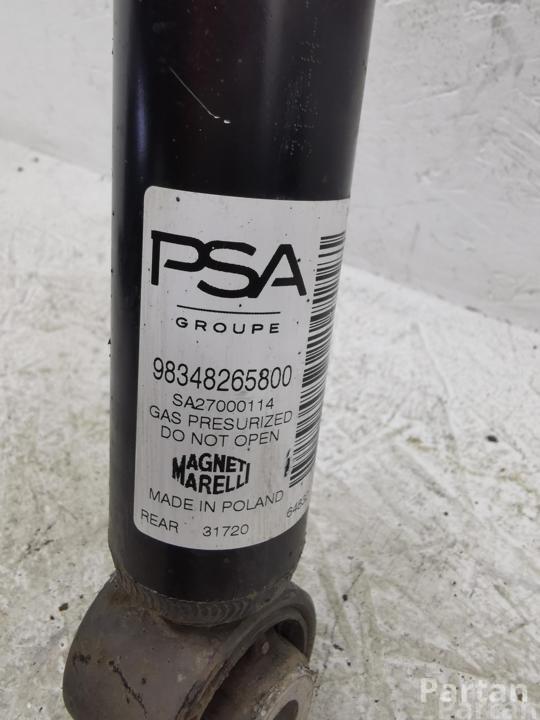 PSA
GROUPE
98348265800
SA27000114
GAS PRESURIZED
DO NOT OPEN
MAGNETI
MARELLI
MADE IN POLAND
REAR 31720
Partan